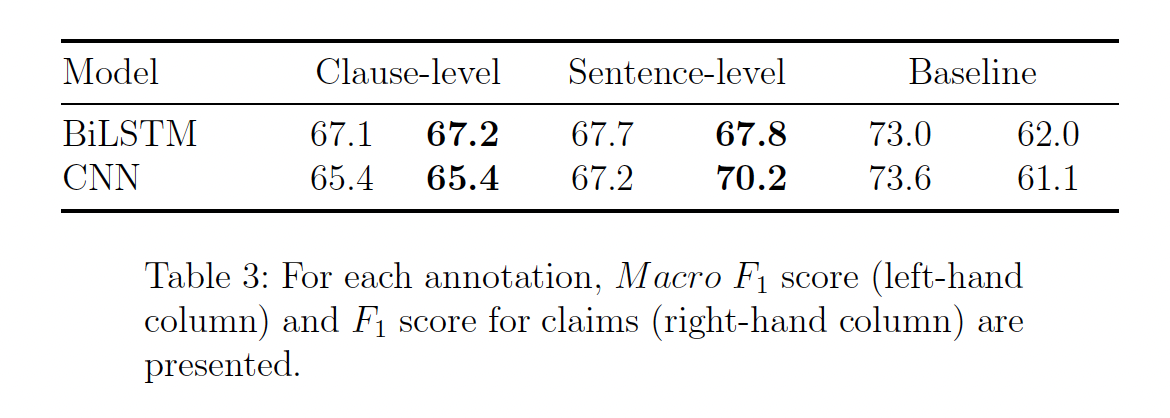 Model Clause-level Sentence-level Baseline
BiLSTM 67.1 67.2 67.7 67.8 73.0 62.0
CNN 65.4 65.4 67.2 70.2 73.6 61.1
Table 3: For each annotation, Macro F₁ score (left-hand
column) and F₁ score for claims (right-hand column) are
presented.